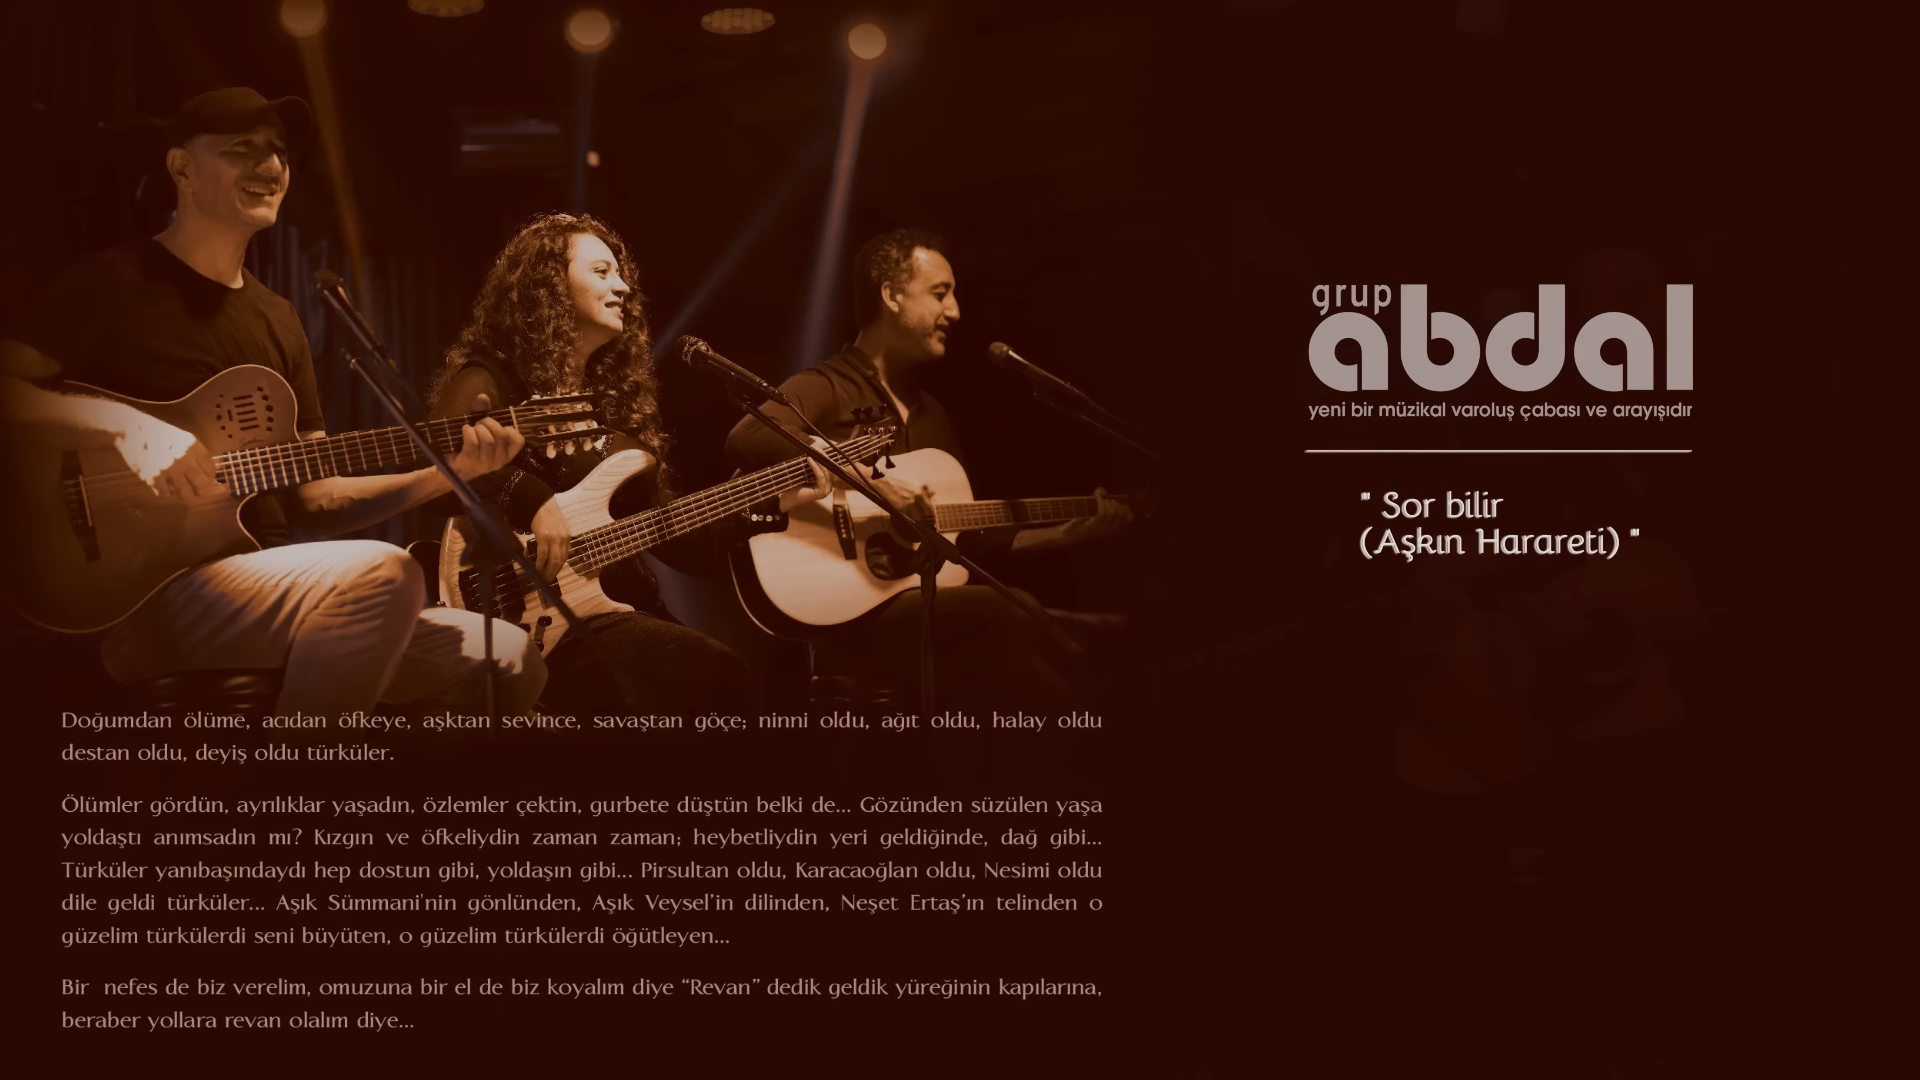 Doğumdan ölüme, acıdan öfkeye, aşktan sevince, savaştan göçe; ninni oldu, ağıt oldu, halay oldu
destan oldu, deyiş oldu türküler.
Ölümler gördün, ayrılıklar yaşadın, özlemler çektin, gurbete düştün belki de... Gözünden süzülen yaşa
yoldaştı anımsadın mı? Kızgın ve öfkeliydin zaman zaman; heybetliydin yeri geldiğinde, dağ gibi...
Türküler yanıbaşındaydı hep dostun gibi, yoldaşın gibi... Pirsultan oldu, Karacaoğlan oldu, Nesimi oldu
dile geldi türküler... Aşık Sümmani'nin gönlünden, Aşık Veysel’in dilinden, Neşet Ertaş’ın telinden o
güzelim türkülerdi seni büyüten, o güzelim türkülerdi öğütleyen...
Bir nefes de biz verelim, omuzuna bir el de biz koyalım diye “Revan” dedik geldik yüreğinin kapılarına,
beraber yollara revan olalım diye...
grup
abdal
yeni bir müzikal varoluş çabası ve arayışıdır
" Sor bilir
(Aşkın Harareti) "